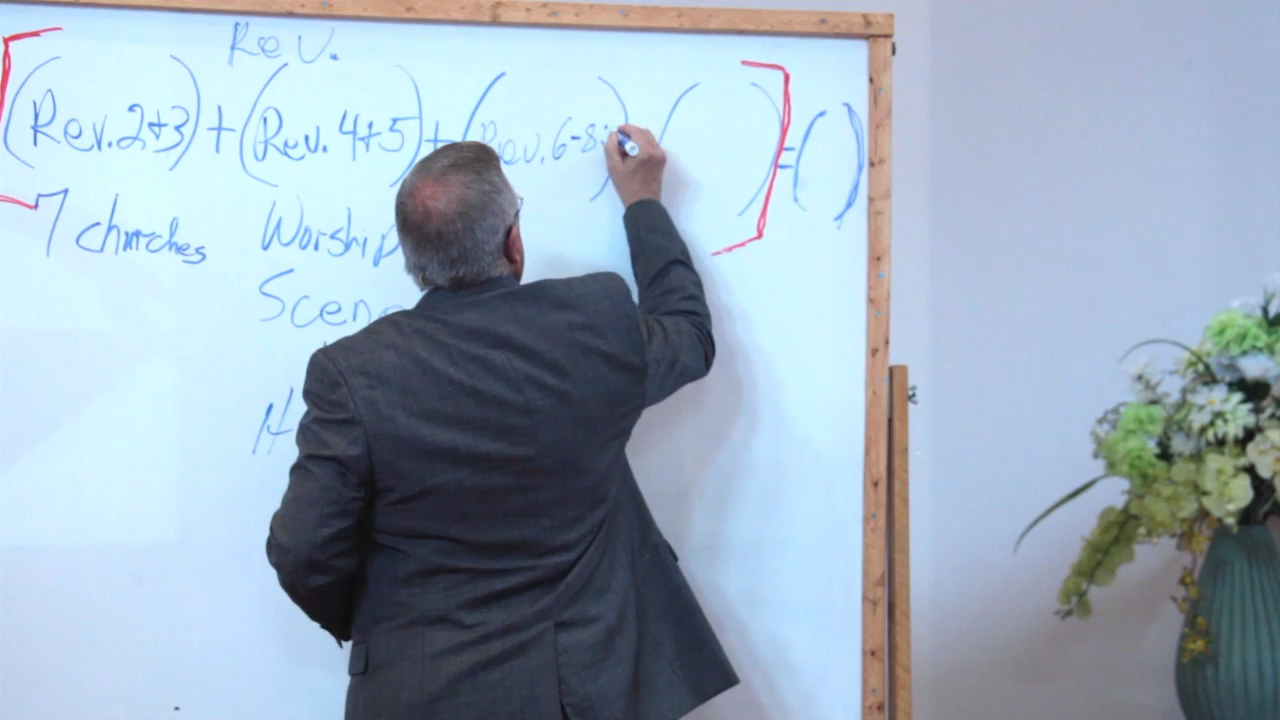 Rev.
[(Rev. 2+3) + (Rev. 4+5) + (Rev. 6-8: ) ( )] = ( )
7 churches Worship
Scene
H